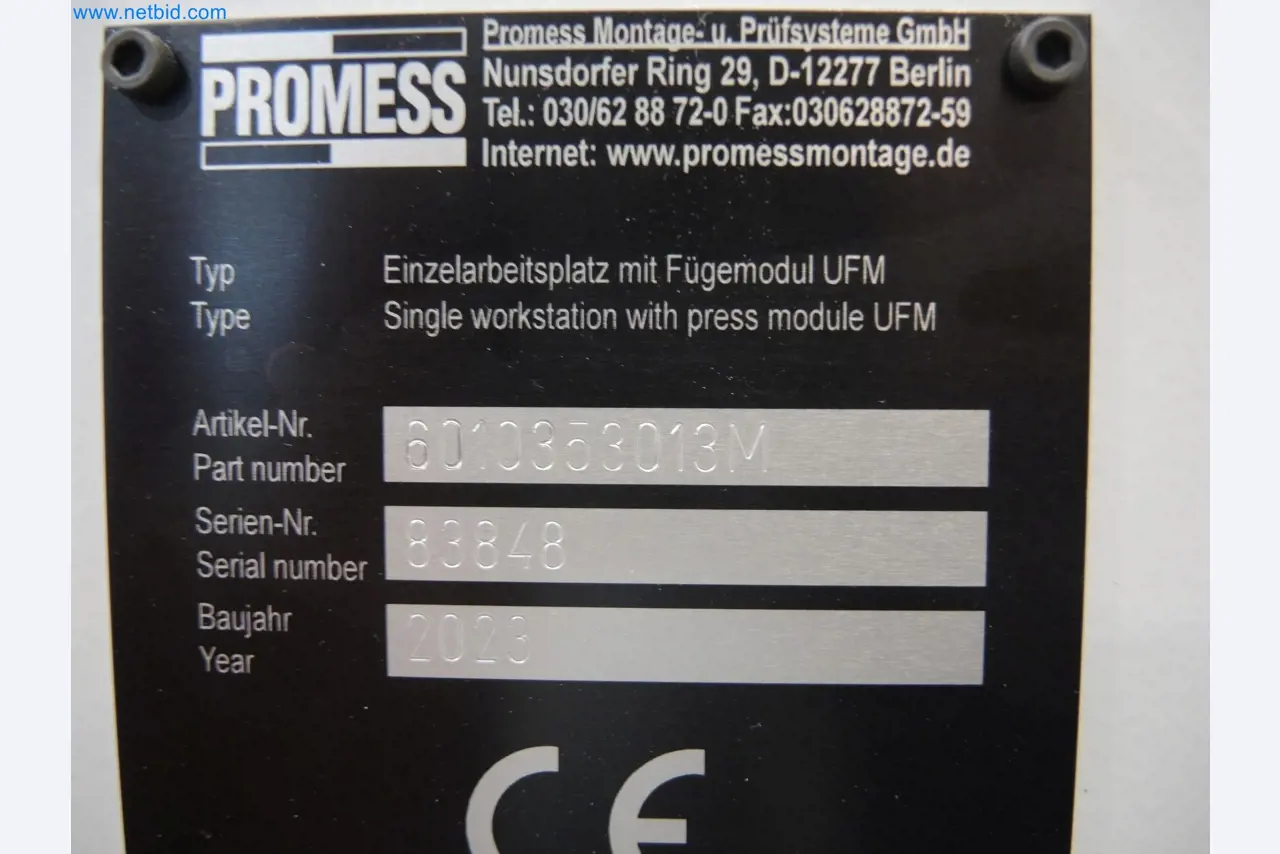 www.netbid.com
PROMESS
Promess Montage- u. Prüfsysteme GmbH
Nunsdorfer Ring 29, D-12277 Berlin
Tel.: 030/62 88 72-0 Fax:030628872-59
Internet: www.promessmontage.de
Typ Einzelarbeitsplatz mit Fügemodul UFM
Type Single workstation with press module UFM
Artikel-Nr.
Part number 6010353013M
Serien-Nr.
Serial number 83848
Baujahr
Year 2023
CE